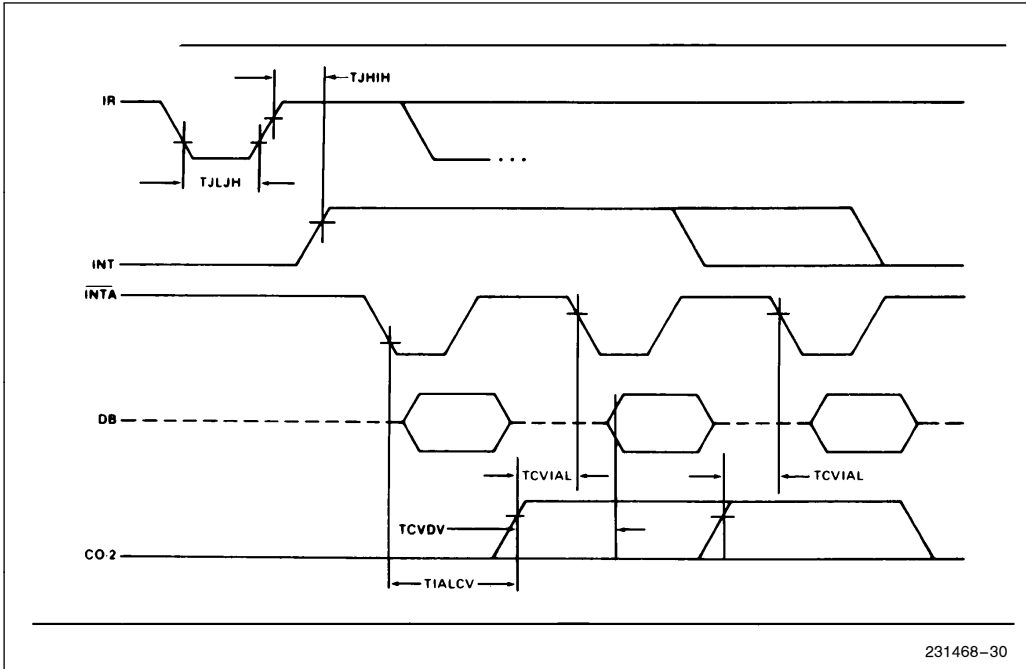 TJHIH
IR
TJLJH
...
INT
INTA
DB
TCVIAL
TCVIAL
TCVDV
CO-2
TIALCV
231468–30